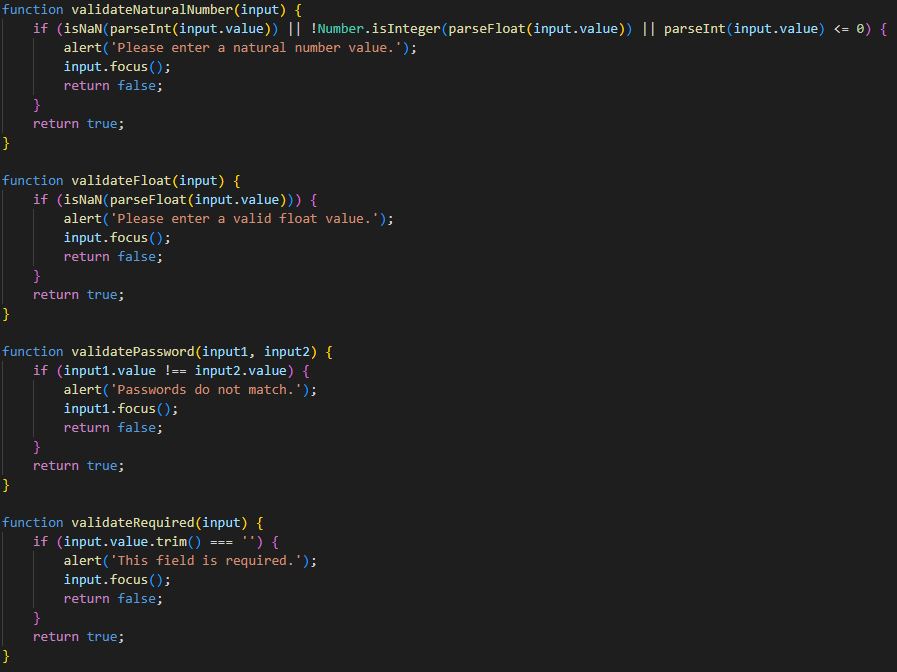 function validateNaturalNumber(input) {
    if (isNaN(parseInt(input.value)) || !Number.isInteger(parseFloat(input.value)) || parseInt(input.value) <= 0) {
        alert('Please enter a natural number value.');
        input.focus();
        return false;
    }
    return true;
}

function validateFloat(input) {
    if (isNaN(parseFloat(input.value))) {
        alert('Please enter a valid float value.');
        input.focus();
        return false;
    }
    return true;
}

function validatePassword(input1, input2) {
    if (input1.value !== input2.value) {
        alert('Passwords do not match.');
        input1.focus();
        return false;
    }
    return true;
}

function validateRequired(input) {
    if (input.value.trim() === '') {
        alert('This field is required.');
        input.focus();
        return false;
    }
    return true;
}